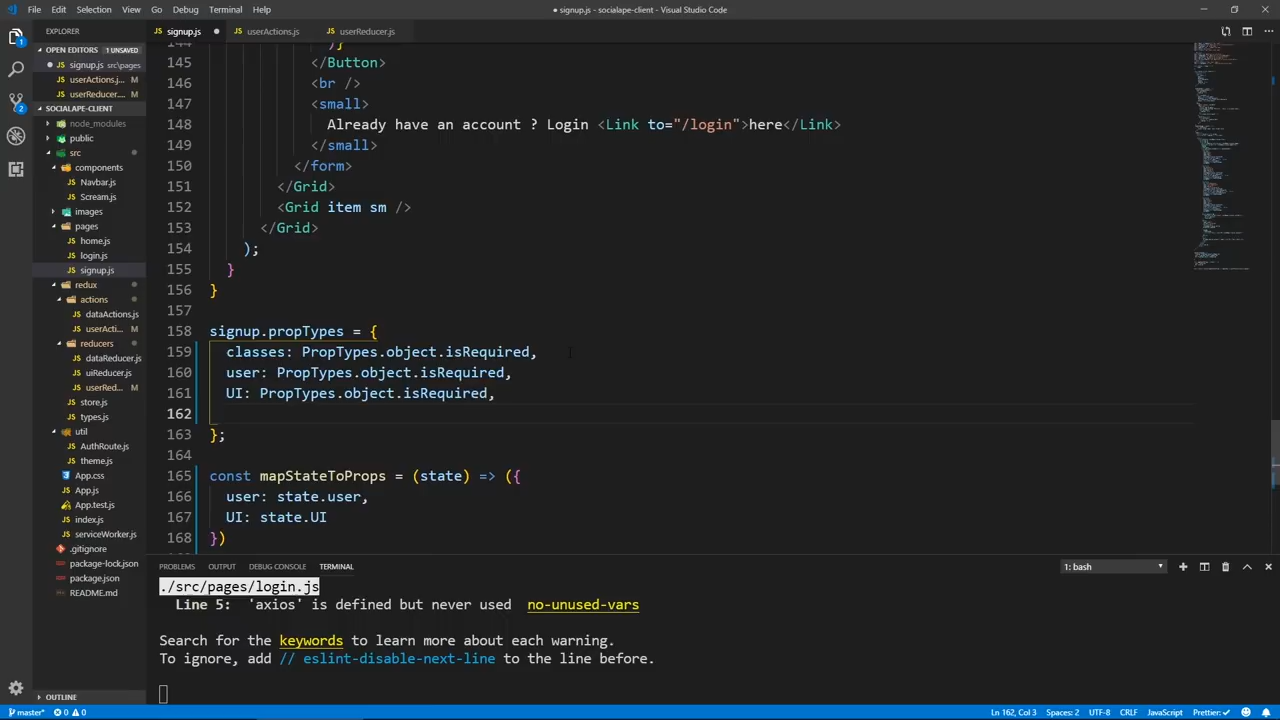 File Edit Selection View Go Debug Terminal Help
● signup.js - socialape-client - Visual Studio Code
EXPLORER
OPEN EDITORS 1 UNSAVED
signup.js src\pages
userActions.j... M
userReducer.... M
SOCIALAPE-CLIENT
node_modules
public
src
components
Navbar.js
Scream.js
images
pages
home.js
login.js
signup.js
redux
actions
dataActions.js
userActi... M
reducers
dataReducer.js
uiReducer.js
userRed... M
store.js
types.js
util
AuthRoute.js
theme.js
App.css
App.js
App.test.js
index.js
serviceWorker.js
.gitignore
package-lock.json
package.json
README.md
OUTLINE
signup.js ● userActions.js userReducer.js
144 )}
145 </Button>
146 <br />
147 <small>
148 Already have an account ? Login <Link to="/login">here</Link>
149 </small>
150 </form>
151 </Grid>
152 <Grid item sm />
153 </Grid>
154 );
155 }
156 }
157
158 signup.propTypes = {
159 classes: PropTypes.object.isRequired,
160 user: PropTypes.object.isRequired,
161 UI: PropTypes.object.isRequired,
162
163 };
164
165 const mapStateToProps = (state) => ({
166 user: state.user,
167 UI: state.UI
168 })
PROBLEMS OUTPUT DEBUG CONSOLE TERMINAL 1: bash
./src/pages/login.js
Line 5: 'axios' is defined but never used no-unused-vars
Search for the keywords to learn more about each warning.
To ignore, add // eslint-disable-next-line to the line before.
master* 0 0 Ln 162, Col 3 Spaces: 2 UTF-8 CRLF JavaScript Prettier: ✓